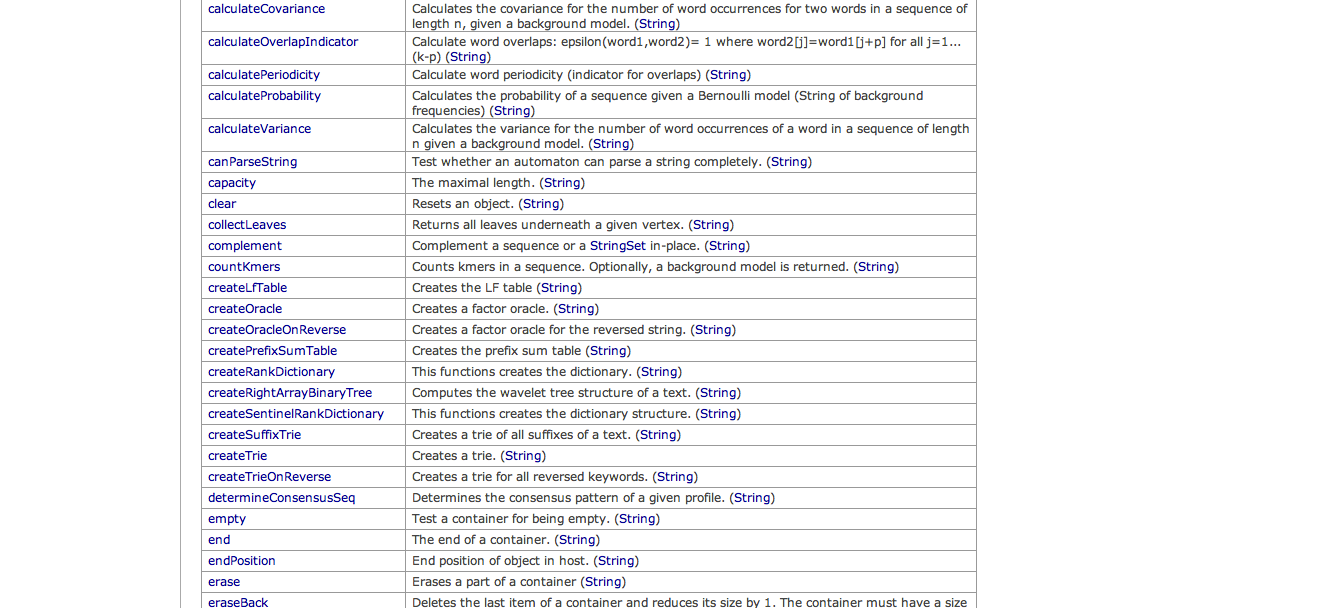 calculateCovariance Calculates the covariance for the number of word occurrences for two words in a sequence of
length n, given a background model. (String)
calculateOverlapIndicator Calculate word overlaps: epsilon(word1,word2)= 1 where word2[j]=word1[j+p] for all j=1...
(k-p) (String)
calculatePeriodicity Calculate word periodicity (indicator for overlaps) (String)
calculateProbability Calculates the probability of a sequence given a Bernoulli model (String of background
frequencies) (String)
calculateVariance Calculates the variance for the number of word occurrences of a word in a sequence of length
n given a background model. (String)
canParseString Test whether an automaton can parse a string completely. (String)
capacity The maximal length. (String)
clear Resets an object. (String)
collectLeaves Returns all leaves underneath a given vertex. (String)
complement Complement a sequence or a StringSet in-place. (String)
countKmers Counts kmers in a sequence. Optionally, a background model is returned. (String)
createLfTable Creates the LF table (String)
createOracle Creates a factor oracle. (String)
createOracleOnReverse Creates a factor oracle for the reversed string. (String)
createPrefixSumTable Creates the prefix sum table (String)
createRankDictionary This functions creates the dictionary. (String)
createRightArrayBinaryTree Computes the wavelet tree structure of a text. (String)
createSentinelRankDictionary This functions creates the dictionary structure. (String)
createSuffixTrie Creates a trie of all suffixes of a text. (String)
createTrie Creates a trie. (String)
createTrieOnReverse Creates a trie for all reversed keywords. (String)
determineConsensusSeq Determines the consensus pattern of a given profile. (String)
empty Test a container for being empty. (String)
end The end of a container. (String)
endPosition End position of object in host. (String)
erase Erases a part of a container (String)
eraseBack Deletes the last item of a container and reduces its size by 1. The container must have a size